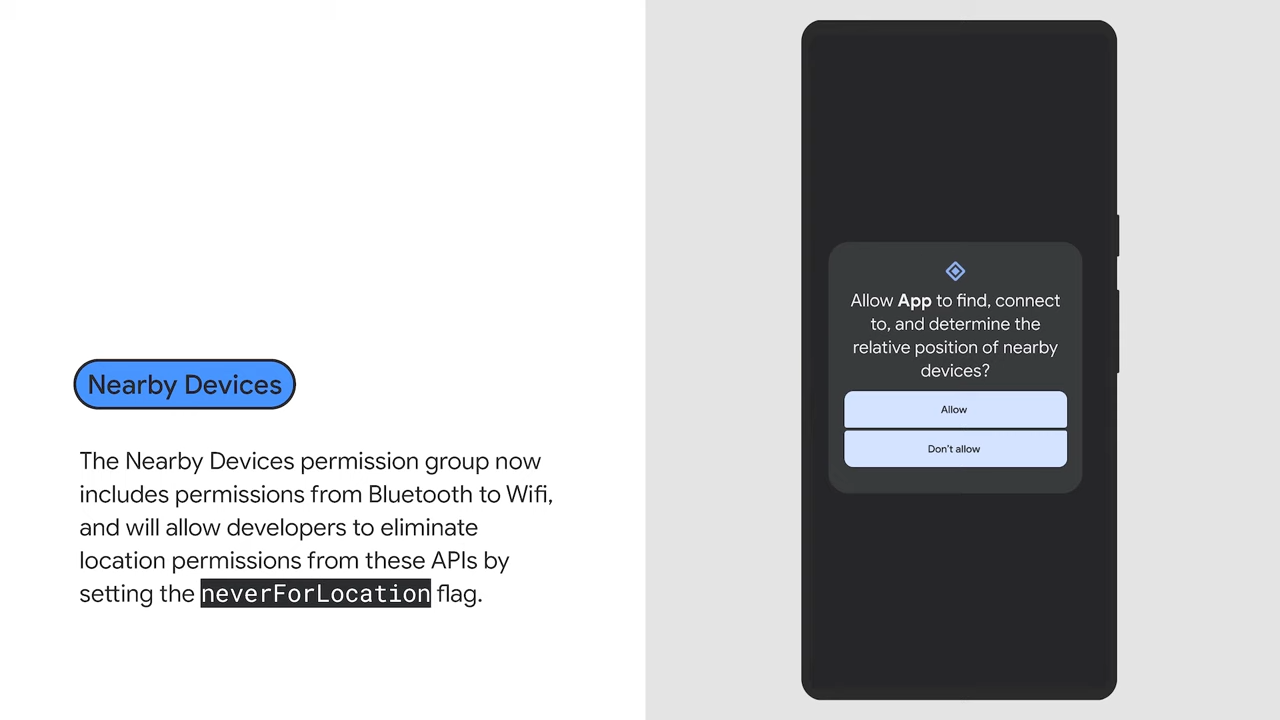 Nearby Devices
The Nearby Devices permission group now
includes permissions from Bluetooth to Wifi,
and will allow developers to eliminate
location permissions from these APIs by
setting the neverForLocation flag.
Allow App to find, connect
to, and determine the
relative position of nearby
devices?
Allow
Don't allow